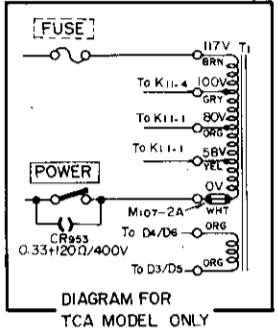 FUSE
117V T1
BRN
To K11-4 100V
GRY
To K11-1 80V
ORG
To K11-1 58V
YEL
POWER
0V
M107-2A WHT
CR953
0.33+120Ω/400V
To D4/D6 ORG
To D3/D5 ORG
DIAGRAM FOR
TCA MODEL ONLY